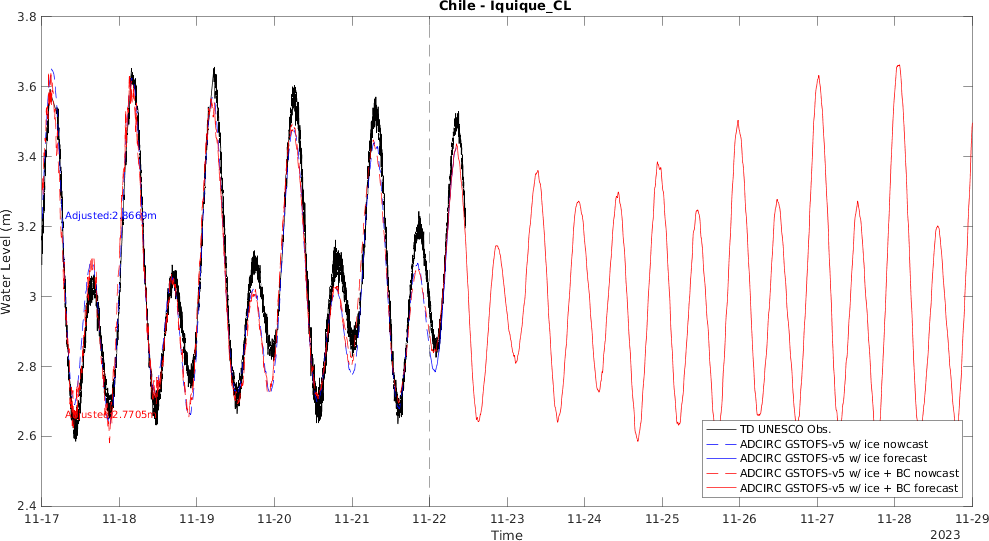 Chile - Iquique_CL
3.8
3.6
3.4
3.2
3
2.8
2.6
2.4
Water Level (m)
Adjusted:2.8669m
Adjusted:2.7705m
TD UNESCO Obs.
ADCIRC GSTOFS-v5 w/ ice nowcast
ADCIRC GSTOFS-v5 w/ ice forecast
ADCIRC GSTOFS-v5 w/ ice + BC nowcast
ADCIRC GSTOFS-v5 w/ ice + BC forecast
11-17 11-18 11-19 11-20 11-21 11-22 11-23 11-24 11-25 11-26 11-27 11-28 11-29
Time
2023